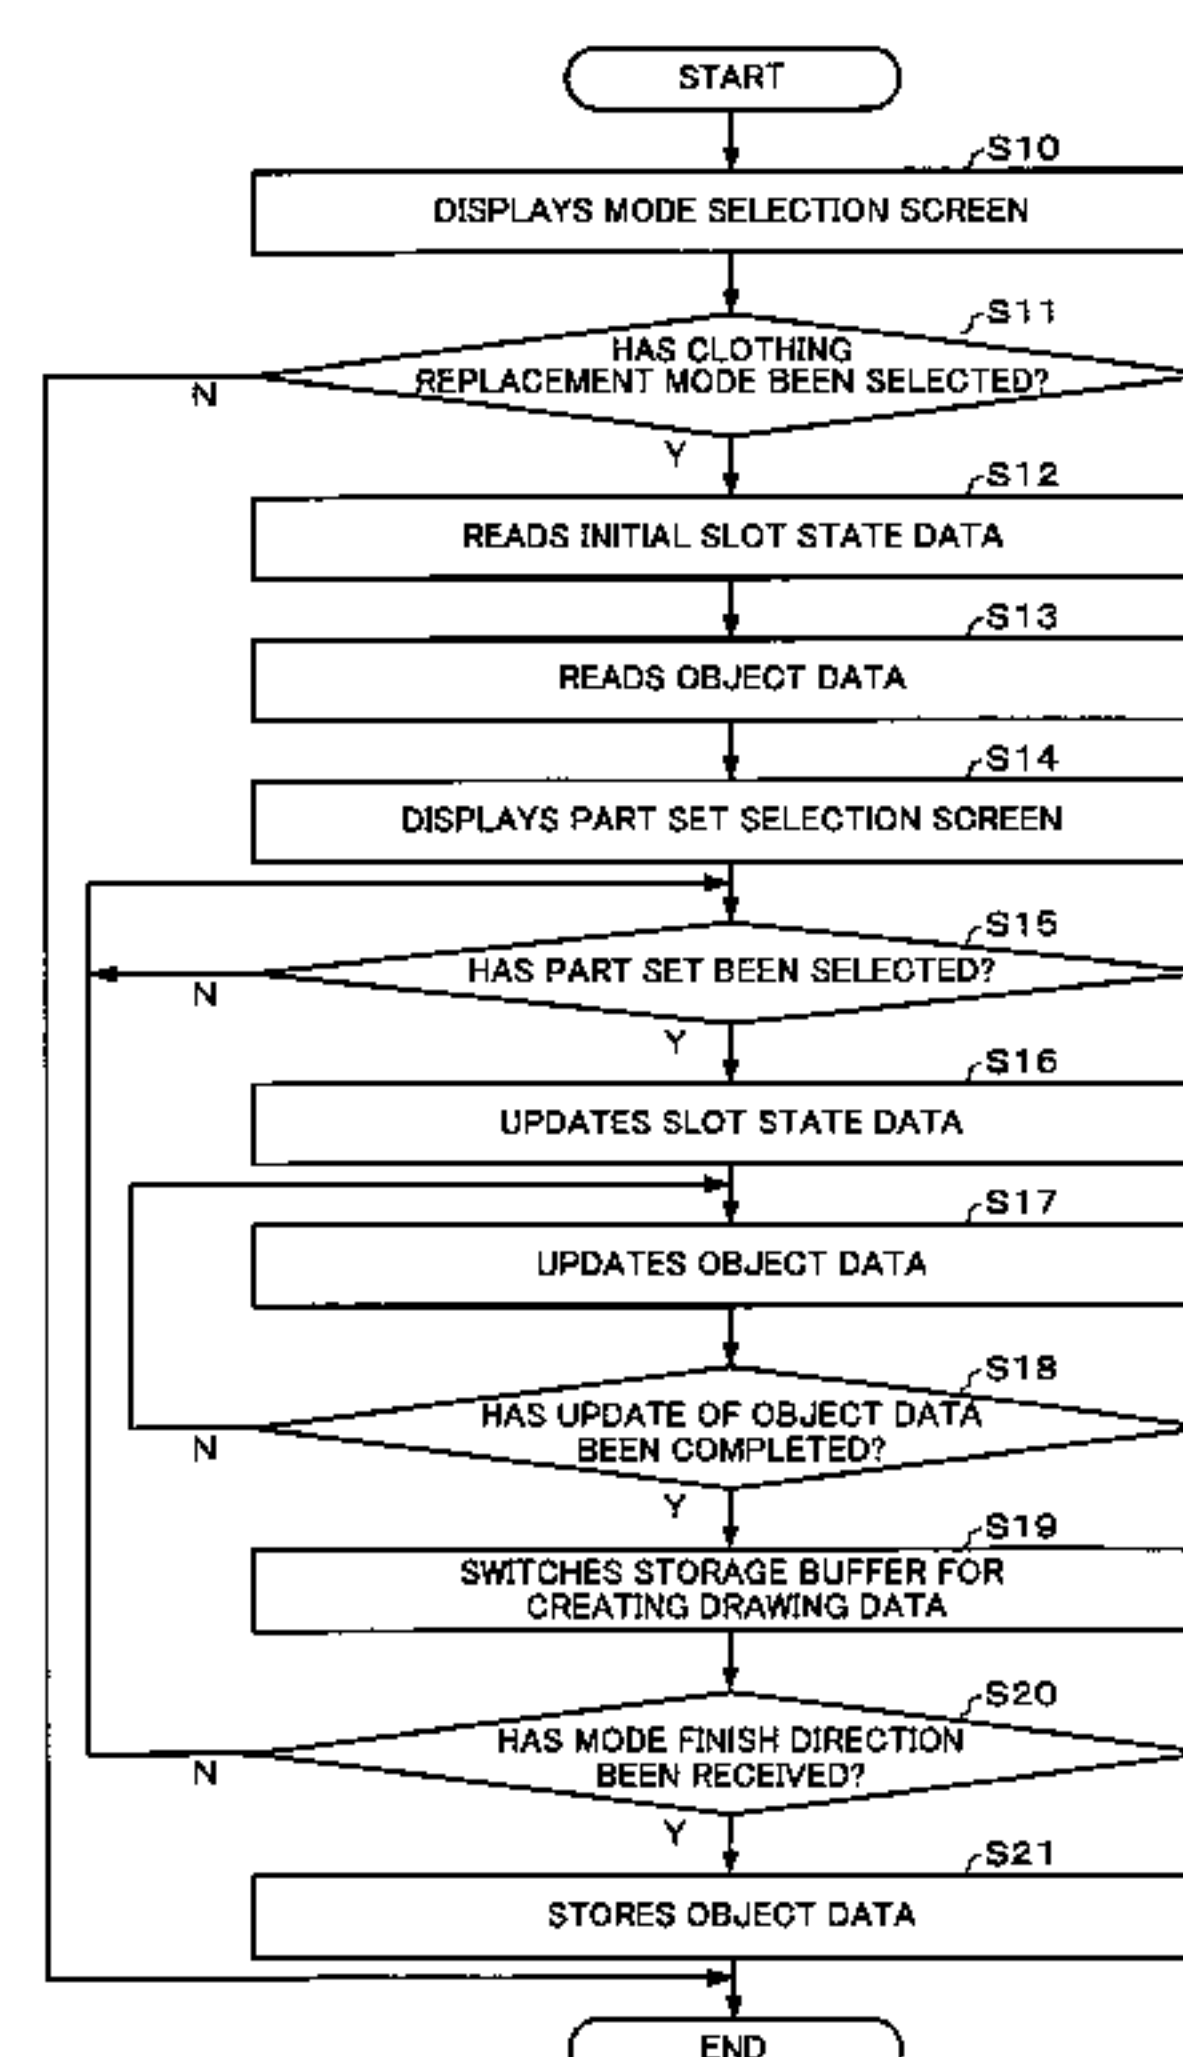 START
S10
DISPLAYS MODE SELECTION SCREEN
S11
HAS CLOTHING
REPLACEMENT MODE BEEN SELECTED?
N
Y
S12
READS INITIAL SLOT STATE DATA
S13
READS OBJECT DATA
S14
DISPLAYS PART SET SELECTION SCREEN
S15
HAS PART SET BEEN SELECTED?
N
Y
S16
UPDATES SLOT STATE DATA
S17
UPDATES OBJECT DATA
S18
HAS UPDATE OF OBJECT DATA
BEEN COMPLETED?
N
Y
S19
SWITCHES STORAGE BUFFER FOR
CREATING DRAWING DATA
S20
HAS MODE FINISH DIRECTION
BEEN RECEIVED?
N
Y
S21
STORES OBJECT DATA
END